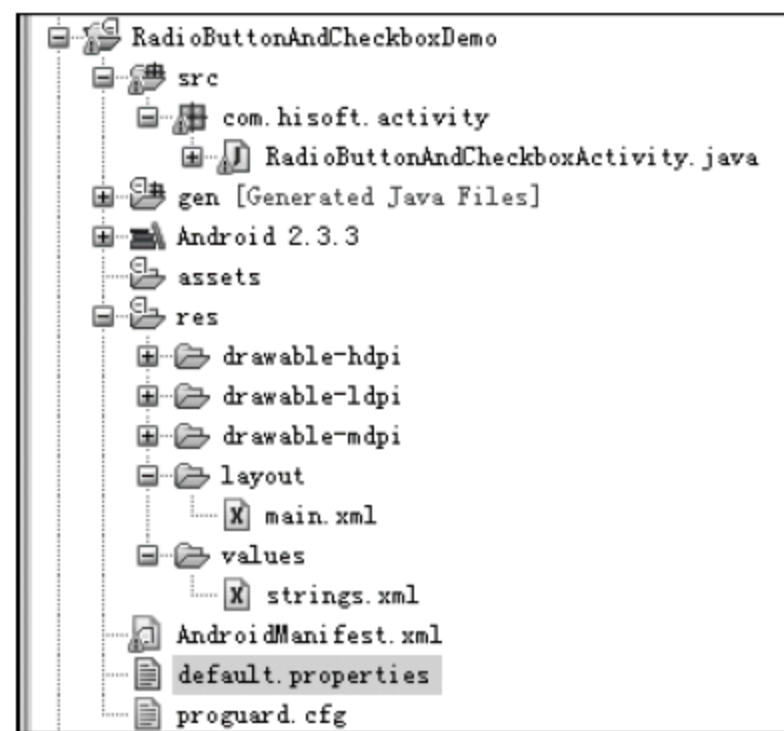 RadioButtonAndCheckboxDemo
src
com.hisoft.activity
RadioButtonAndCheckboxActivity.java
gen [Generated Java Files]
Android 2.3.3
assets
res
drawable-hdpi
drawable-ldpi
drawable-mdpi
layout
main.xml
values
strings.xml
AndroidManifest.xml
default.properties
proguard.cfg